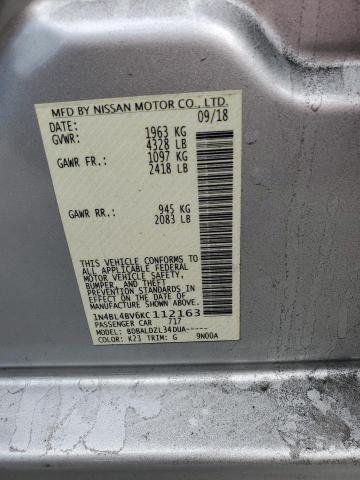 MFD BY NISSAN MOTOR CO., LTD.
DATE: 09/18
GVWR: 1963 KG
4328 LB
GAWR FR.: 1097 KG
2418 LB
GAWR RR.: 945 KG
2083 LB
THIS VEHICLE CONFORMS TO
ALL APPLICABLE FEDERAL
MOTOR VEHICLE SAFETY, BUMPER
AND THEFT PREVENTION
STANDARDS IN EFFECT ON THE
DATE OF MANUFACTURE SHOWN ABOVE.
1N4BL4BV6KC112163
PASSENGER CAR 717
MODEL: BDBALDZL34DUA-----
COLOR: K23 TRIM: G 9N00A